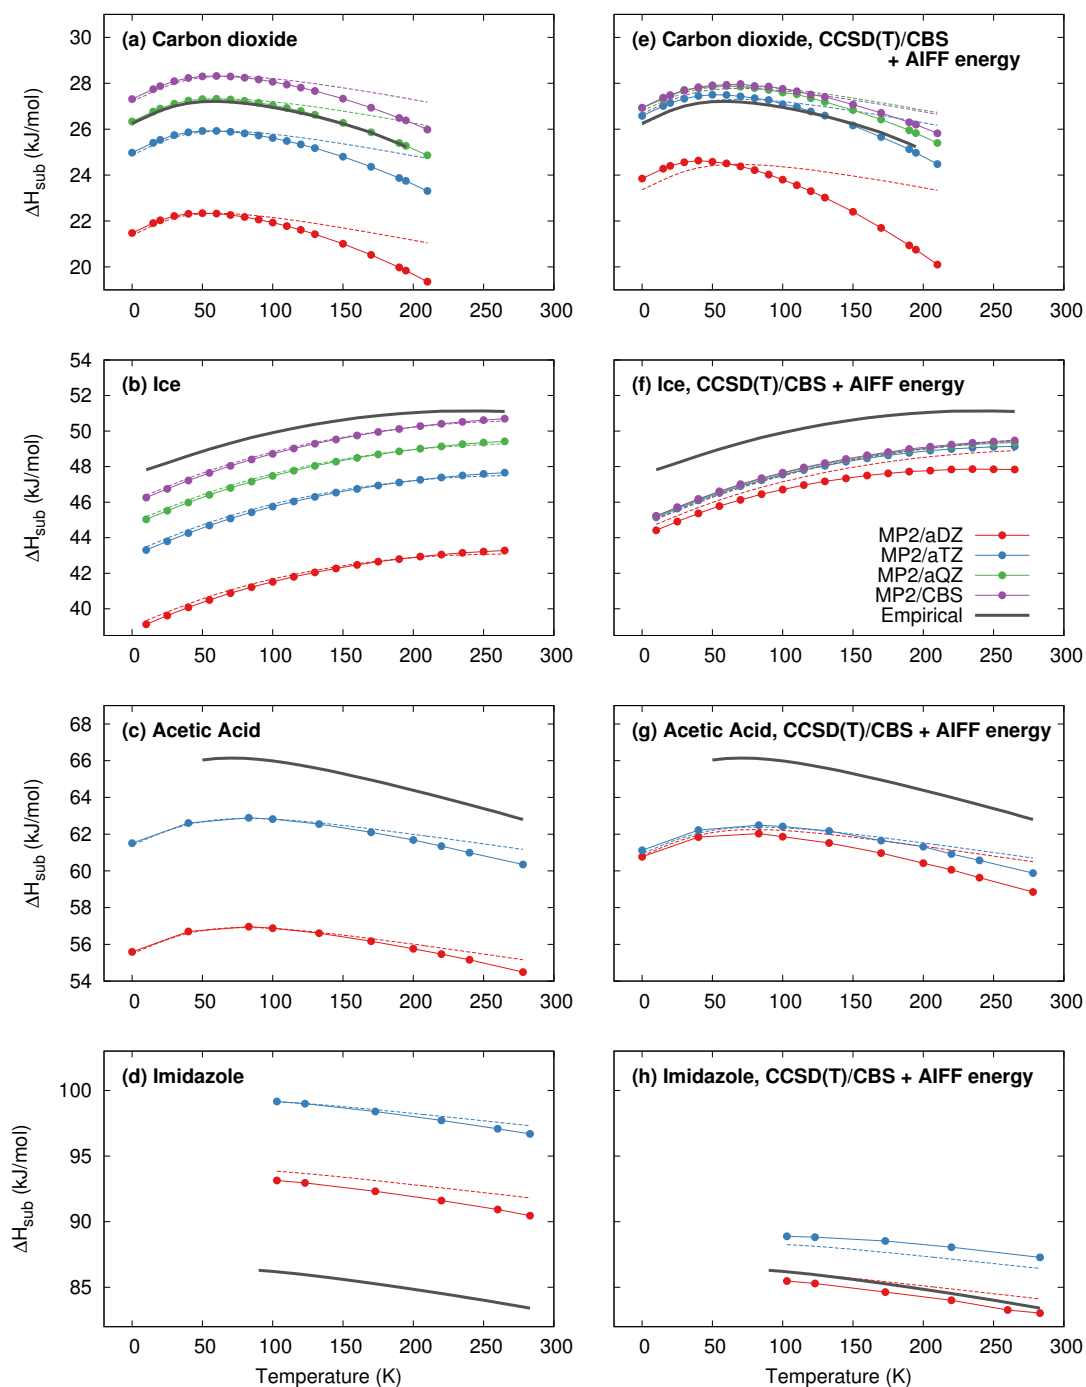 (a) Carbon dioxide
30
28
26
24
22
20
ΔHsub (kJ/mol)
0 50 100 150 200 250 300
(e) Carbon dioxide, CCSD(T)/CBS
+ AIFF energy
0 50 100 150 200 250 300
(b) Ice
54
52
50
48
46
44
42
40
ΔHsub (kJ/mol)
0 50 100 150 200 250 300
(f) Ice, CCSD(T)/CBS + AIFF energy
MP2/aDZ
MP2/aTZ
MP2/aQZ
MP2/CBS
Empirical
0 50 100 150 200 250 300
(c) Acetic Acid
68
66
64
62
60
58
56
54
ΔHsub (kJ/mol)
0 50 100 150 200 250 300
(g) Acetic Acid, CCSD(T)/CBS + AIFF energy
0 50 100 150 200 250 300
(d) Imidazole
100
95
90
85
ΔHsub (kJ/mol)
0 50 100 150 200 250 300
Temperature (K)
(h) Imidazole, CCSD(T)/CBS + AIFF energy
0 50 100 150 200 250 300
Temperature (K)